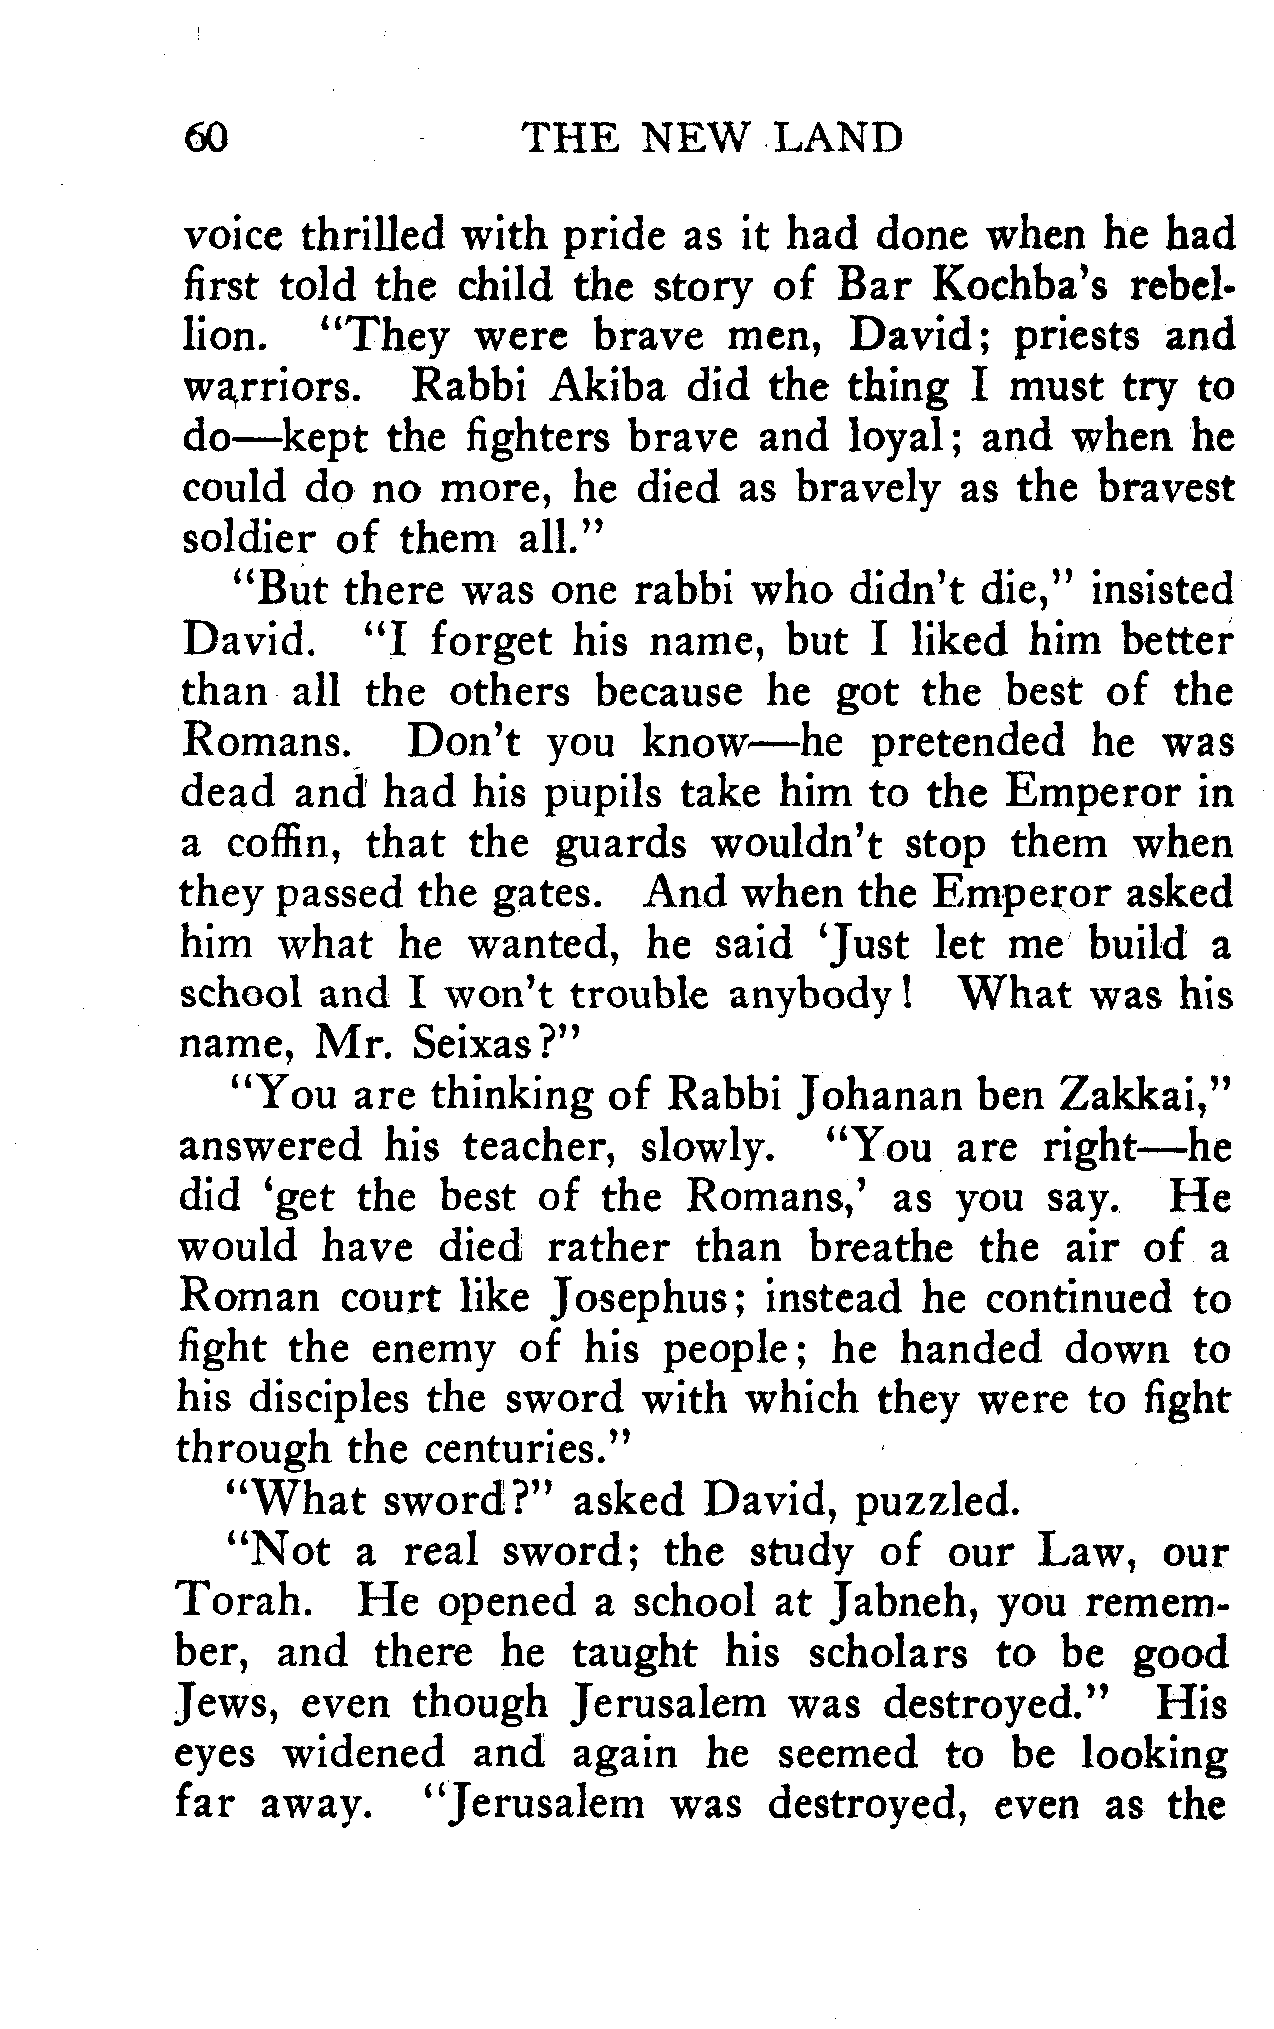 60 THE NEW LAND
voice thrilled with pride as it had done when he had
first told the child the story of Bar Kochba's rebel-
lion. "They were brave men, David; priests and
warriors. Rabbi Akiba did the thing I must try to
do—kept the fighters brave and loyal; and when he
could do no more, he died as bravely as the bravest
soldier of them all."
"But there was one rabbi who didn't die," insisted
David. "I forget his name, but I liked him better
than all the others because he got the best of the
Romans. Don't you know—he pretended he was
dead and had his pupils take him to the Emperor in
a coffin, that the guards wouldn't stop them when
they passed the gates. And when the Emperor asked
him what he wanted, he said 'Just let me build a
school and I won't trouble anybody! What was his
name, Mr. Seixas?"
"You are thinking of Rabbi Johanan ben Zakkai,"
answered his teacher, slowly. "You are right—he
did 'get the best of the Romans,' as you say. He
would have died rather than breathe the air of a
Roman court like Josephus; instead he continued to
fight the enemy of his people; he handed down to
his disciples the sword with which they were to fight
through the centuries."
"What sword?" asked David, puzzled.
"Not a real sword; the study of our Law, our
Torah. He opened a school at Jabneh, you remem-
ber, and there he taught his scholars to be good
Jews, even though Jerusalem was destroyed." His
eyes widened and again he seemed to be looking
far away. "Jerusalem was destroyed, even as the